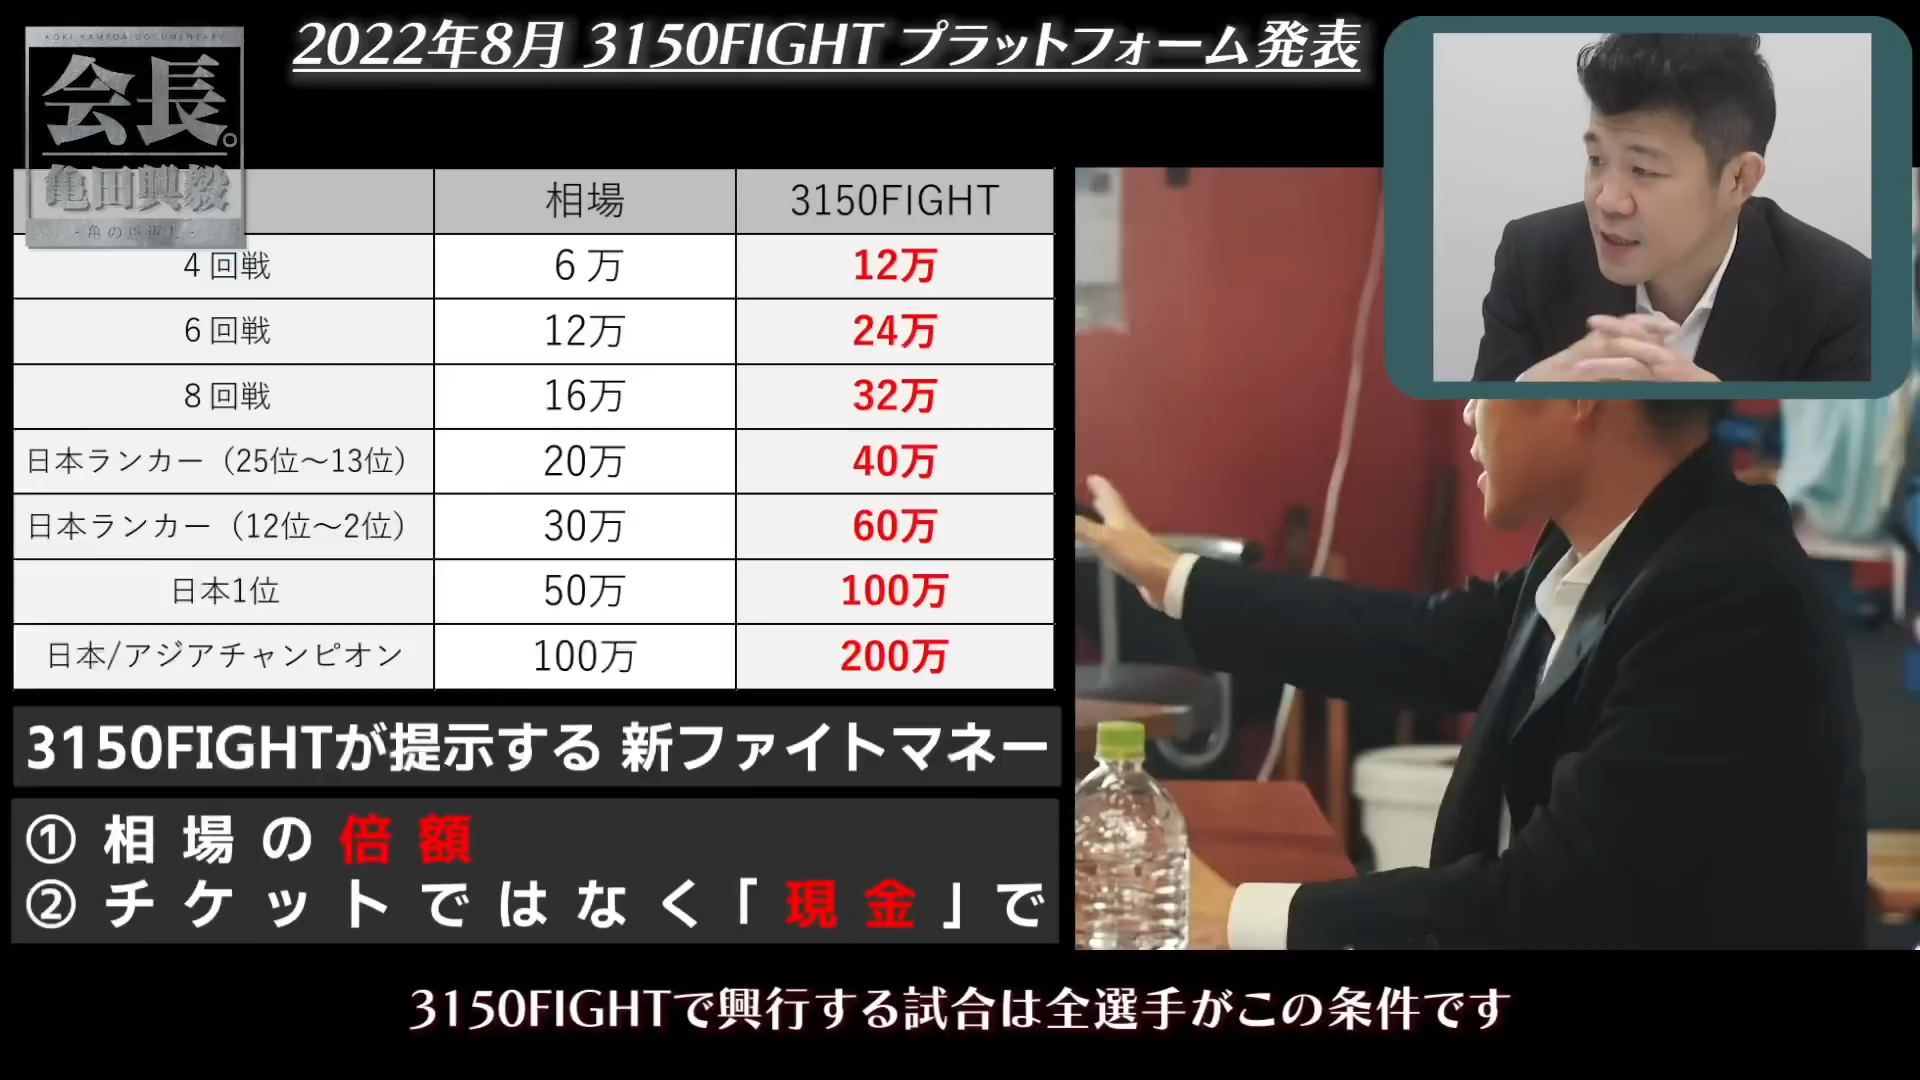 2022年8月 3150FIGHT プラットフォーム発表
KOKI KAMEDA DOCUMENTARY
会長。
亀田興毅
- 亀の恩返し -
相場 3150FIGHT
4回戦 6万 12万
6回戦 12万 24万
8回戦 16万 32万
日本ランカー（25位～13位） 20万 40万
日本ランカー（12位～2位） 30万 60万
日本1位 50万 100万
日本/アジアチャンピオン 100万 200万
3150FIGHTが提示する 新ファイトマネー
① 相場の倍額
② チケットではなく「現金」で
3150FIGHTで興行する試合は全選手がこの条件です